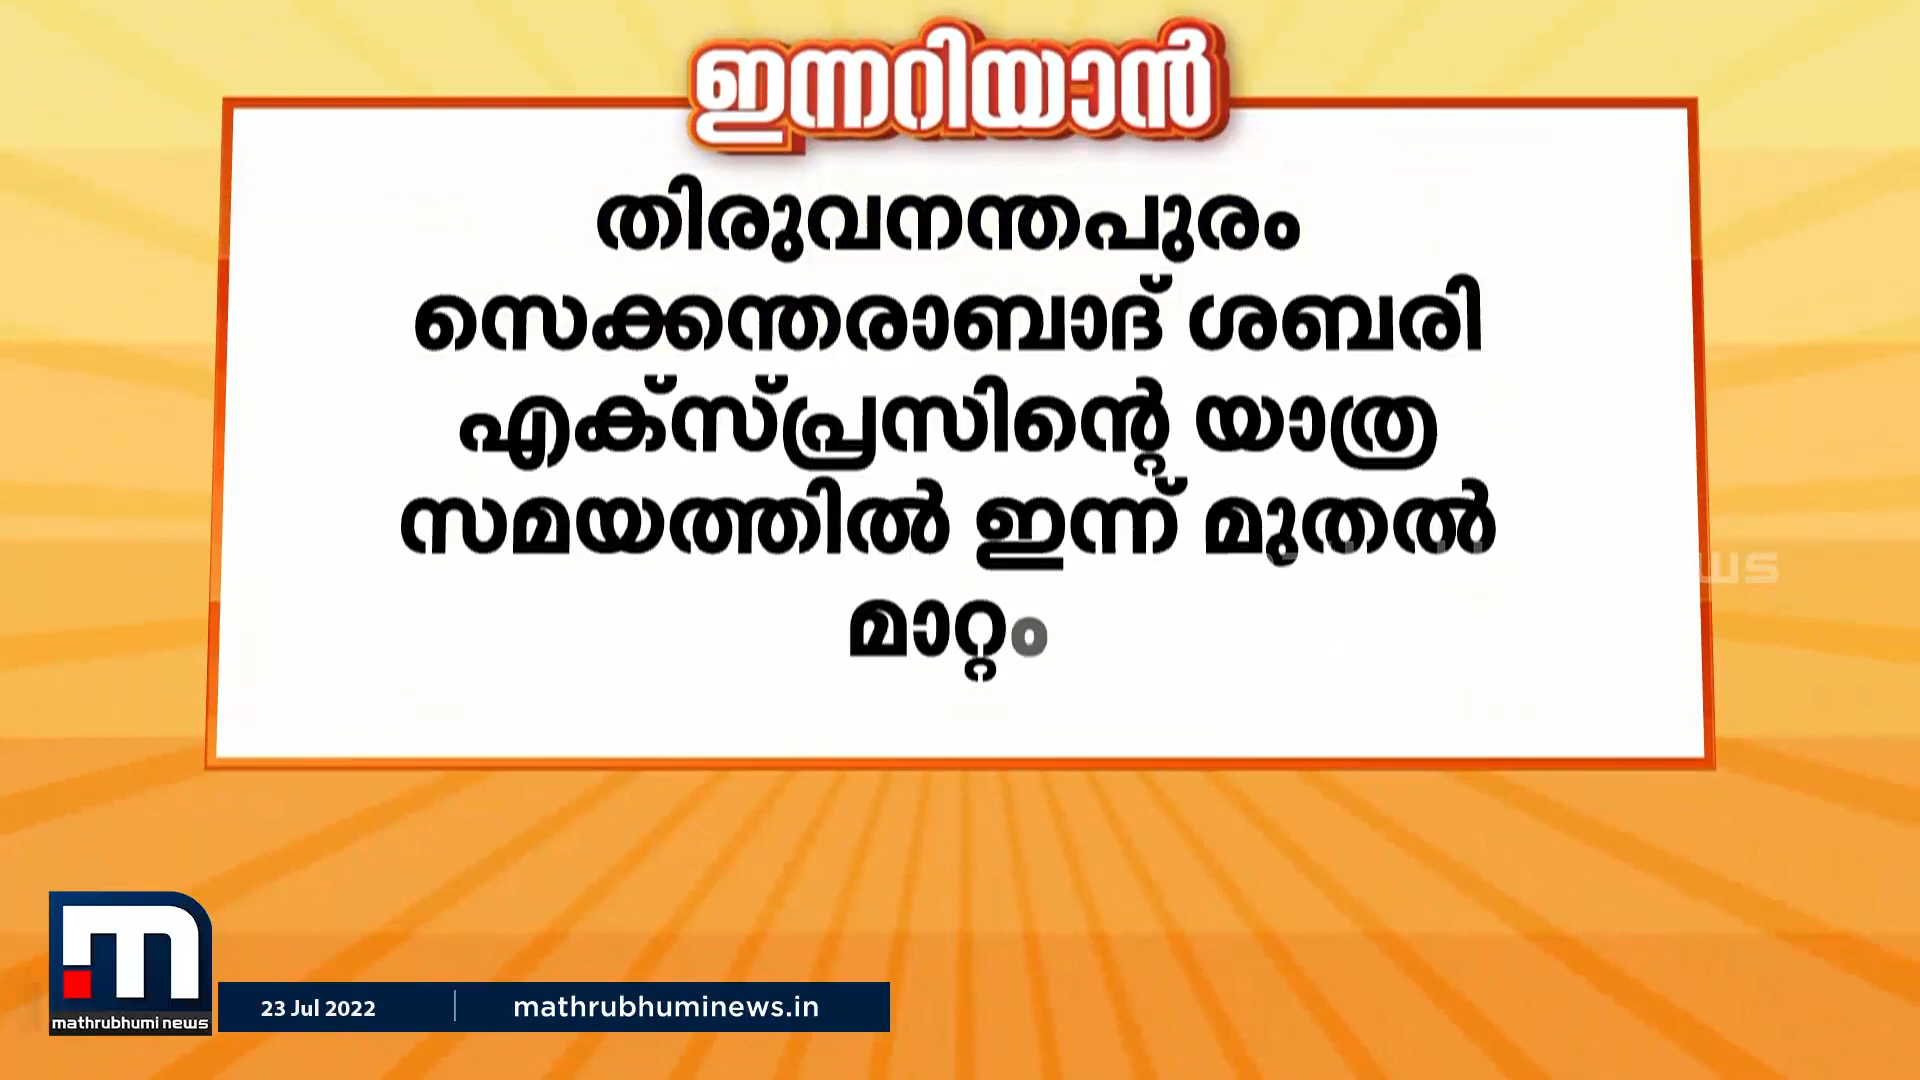 ഇന്നറിയാൻ
തിരുവനന്തപുരം
സെക്കന്തരാബാദ് ശബരി
എക്സ്പ്രസിന്റെ യാത്ര
സമയത്തിൽ ഇന്ന് മുതൽ
മാറ്റം
mathrubhumi news
23 Jul 2022
mathrubhuminews.in